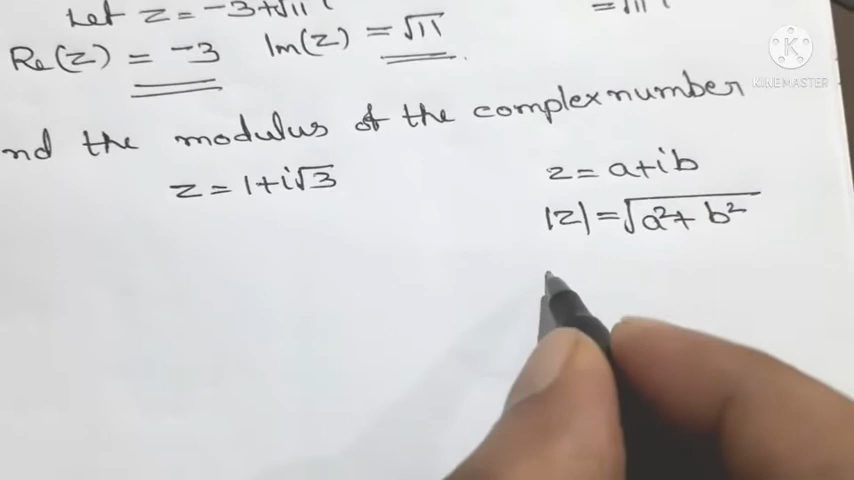 Let z = -3+√11 i
= √11 i
Re(z) = -3 Im(z) = √11
KINEMASTER
nd the modulus of the complex number
z = 1+i√3
z = a+ib
|z| = √a²+ b²